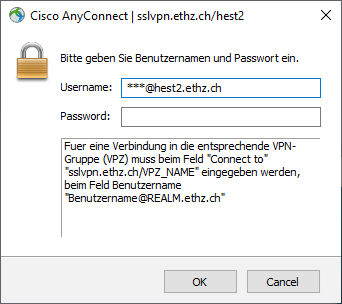 Cisco AnyConnect | sslvpn.ethz.ch/hest2
Bitte geben Sie Benutzernamen und Passwort ein.
Username: ***@hest2.ethz.ch
Password:
Fuer eine Verbindung in die entsprechende VPN-
Gruppe (VPZ) muss beim Feld "Connect to"
"sslvpn.ethz.ch/VPZ_NAME" eingegeben werden,
beim Feld Benutzername
"Benutzername@REALM.ethz.ch"
OK Cancel